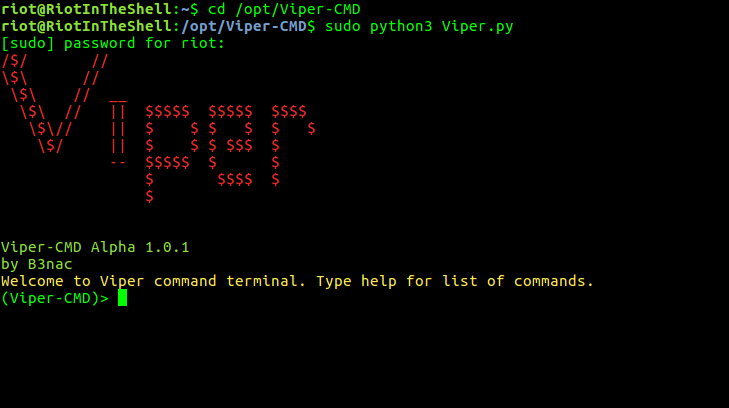 riot@RiotInTheShell:~$ cd /opt/Viper-CMD
riot@RiotInTheShell:/opt/Viper-CMD$ sudo python3 Viper.py
[sudo] password for riot:
/$/       //
\$\      //
 \$\    //  __
  \$\  //   ||  $$$$$  $$$$$  $$$$
   \$\//    ||  $    $ $   $  $   $
    \$/     ||  $    $ $ $$$  $
            --  $$$$$  $      $
                $       $$$$  $
                $
Viper-CMD Alpha 1.0.1
by B3nac
Welcome to Viper command terminal. Type help for list of commands.
(Viper-CMD)>